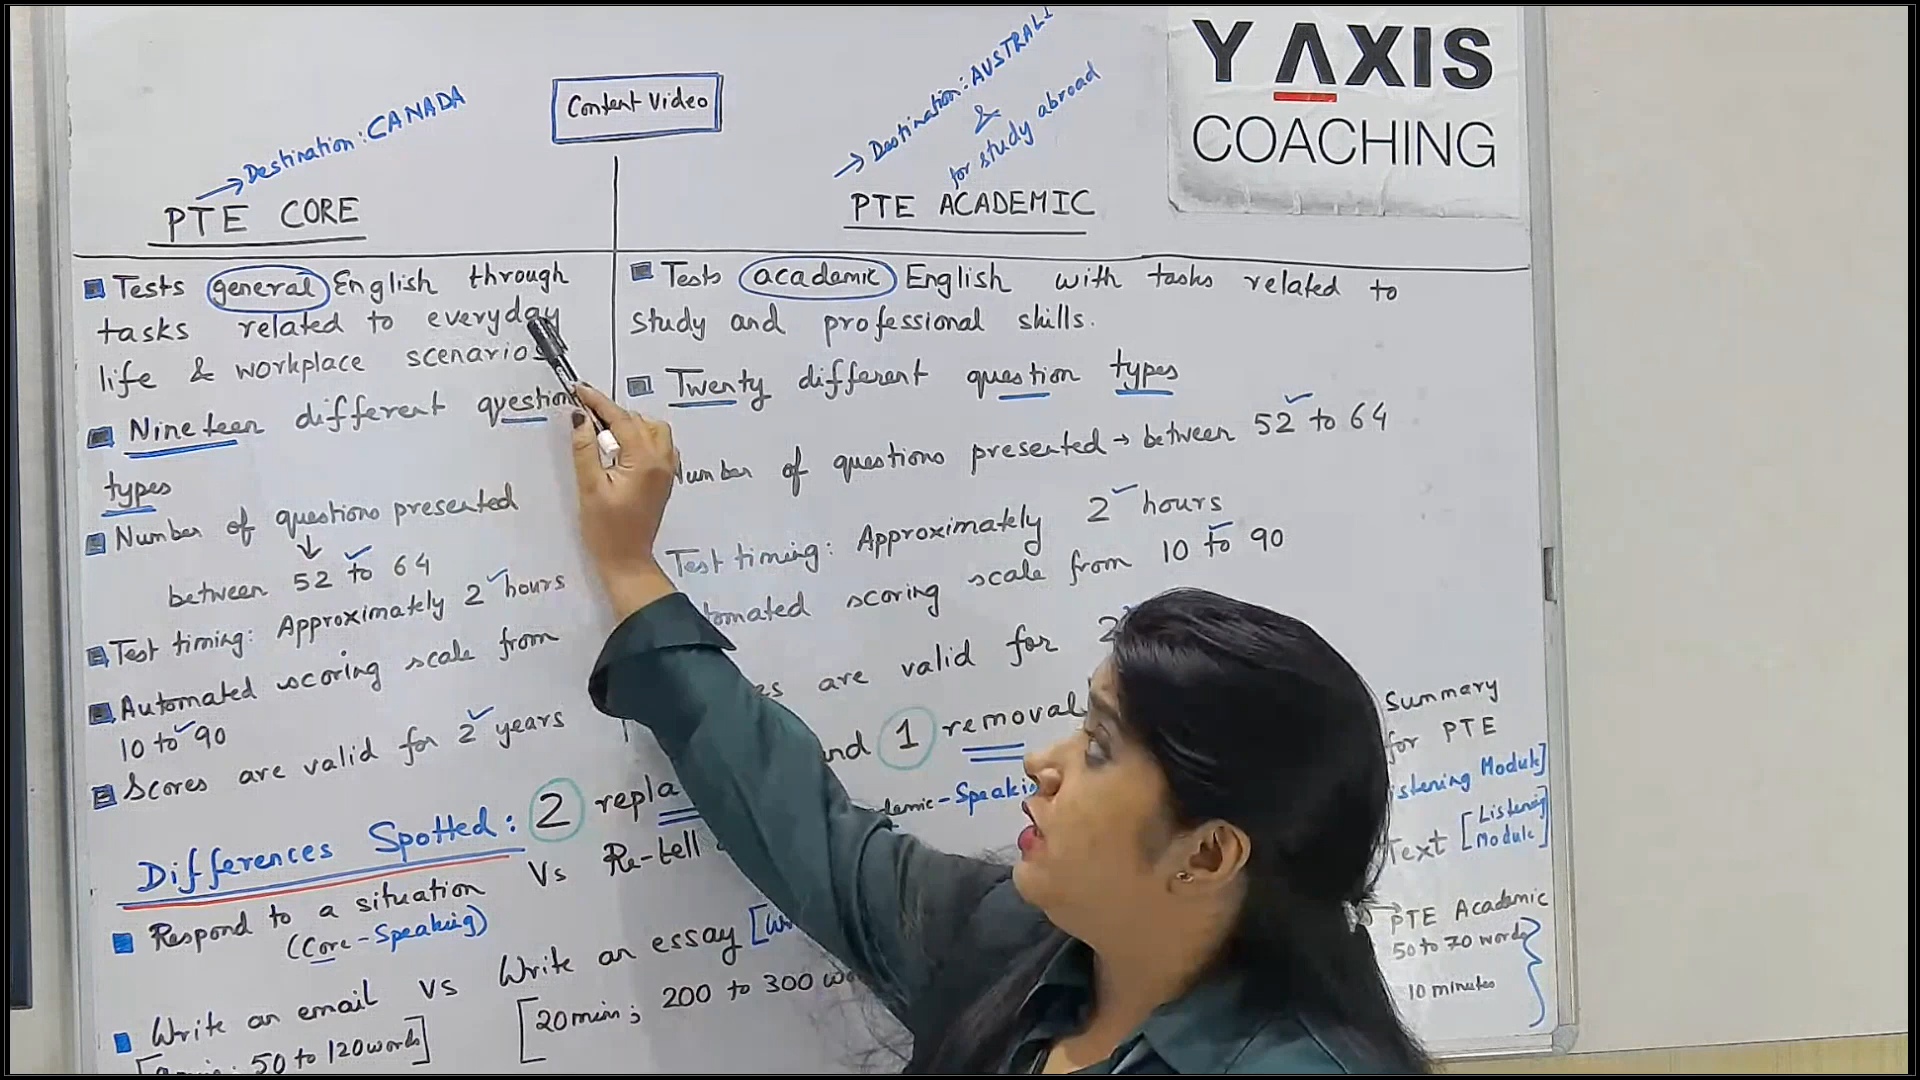 Content Video
Y AXIS
COACHING
→ Destination: CANADA
PTE CORE
■ Tests general English through
tasks related to everyday
life & workplace scenarios
■ Nineteen different question
types
■ Number of questions presented
↓
between 52 to 64
■ Test timing: Approximately 2 hours
■ Automated scoring scale from
10 to 90
■ Scores are valid for 2 years
→ Destination: AUSTRALI
&
for study abroad
PTE ACADEMIC
■ Tests academic English with tasks related to
study and professional skills.
■ Twenty different question types
Number of questions presented → between 52 to 64
Test timing: Approximately 2 hours
tomated scoring scale from 10 to 90
are valid for 2
Differences Spotted: 2 repla nd 1 removal
■ Respond to a situation Vs Re-tell
(Core-Speaking) demic-Speakin
■ Write an email VS Write an essay
50 to 120 words] [20 min; 200 to 300
Summary
for PTE
istening Module]
Text [Listening
Module]
→ PTE Academic
50 to 70 words
10 minutes